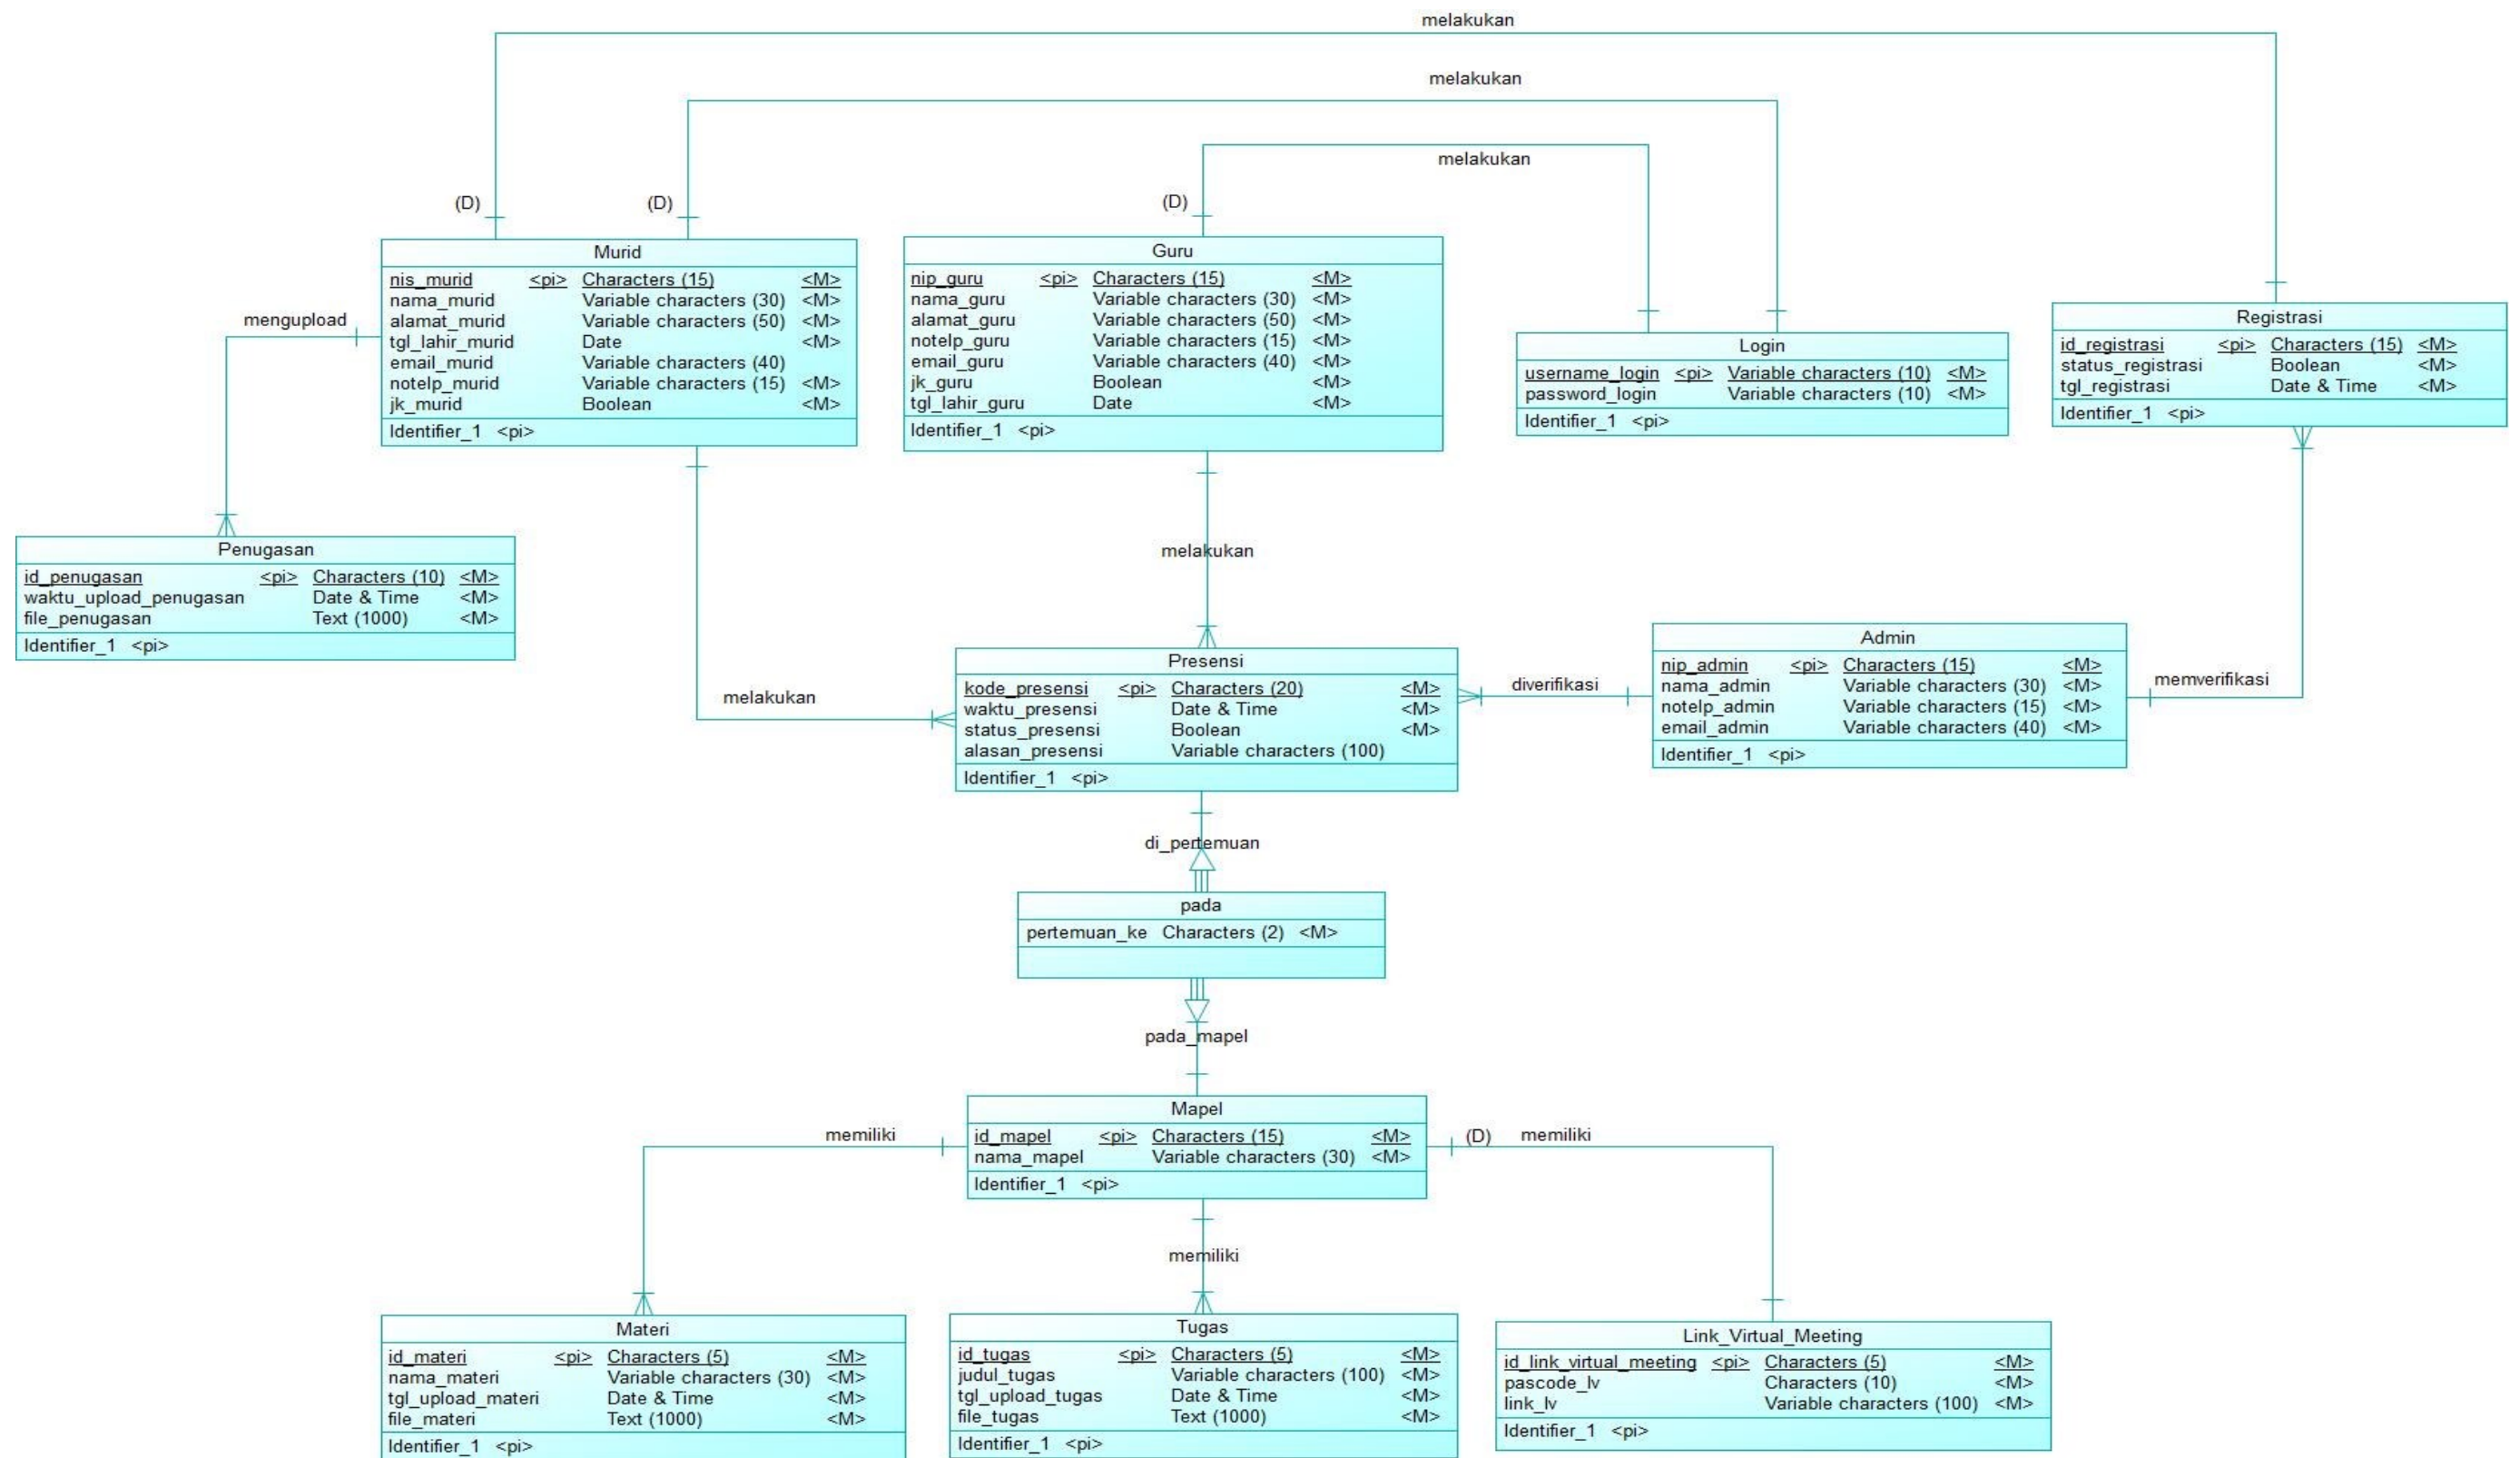 melakukan
melakukan
melakukan
(D)
(D)
(D)
Murid
nis_murid <pi> Characters (15) <M>
nama_murid Variable characters (30) <M>
alamat_murid Variable characters (50) <M>
tgl_lahir_murid Date <M>
email_murid Variable characters (40)
notelp_murid Variable characters (15) <M>
jk_murid Boolean <M>
Identifier_1 <pi>
Guru
nip_guru <pi> Characters (15) <M>
nama_guru Variable characters (30) <M>
alamat_guru Variable characters (50) <M>
notelp_guru Variable characters (15) <M>
email_guru Variable characters (40) <M>
jk_guru Boolean <M>
tgl_lahir_guru Date <M>
Identifier_1 <pi>
Login
username_login <pi> Variable characters (10) <M>
password_login Variable characters (10) <M>
Identifier_1 <pi>
Registrasi
id_registrasi <pi> Characters (15) <M>
status_registrasi Boolean <M>
tgl_registrasi Date & Time <M>
Identifier_1 <pi>
mengupload
Penugasan
id_penugasan <pi> Characters (10) <M>
waktu_upload_penugasan Date & Time <M>
file_penugasan Text (1000) <M>
Identifier_1 <pi>
melakukan
melakukan
Presensi
kode_presensi <pi> Characters (20) <M>
waktu_presensi Date & Time <M>
status_presensi Boolean <M>
alasan_presensi Variable characters (100)
Identifier_1 <pi>
diverifikasi
Admin
nip_admin <pi> Characters (15) <M>
nama_admin Variable characters (30) <M>
notelp_admin Variable characters (15) <M>
email_admin Variable characters (40) <M>
Identifier_1 <pi>
memverifikasi
di_pertemuan
pada
pertemuan_ke Characters (2) <M>
pada_mapel
Mapel
id_mapel <pi> Characters (15) <M>
nama_mapel Variable characters (30) <M>
Identifier_1 <pi>
memiliki
(D) memiliki
memiliki
Materi
id_materi <pi> Characters (5) <M>
nama_materi Variable characters (30) <M>
tgl_upload_materi Date & Time <M>
file_materi Text (1000) <M>
Identifier_1 <pi>
Tugas
id_tugas <pi> Characters (5) <M>
judul_tugas Variable characters (100) <M>
tgl_upload_tugas Date & Time <M>
file_tugas Text (1000) <M>
Identifier_1 <pi>
Link_Virtual_Meeting
id_link_virtual_meeting <pi> Characters (5) <M>
pascode_lv Characters (10) <M>
link_lv Variable characters (100) <M>
Identifier_1 <pi>